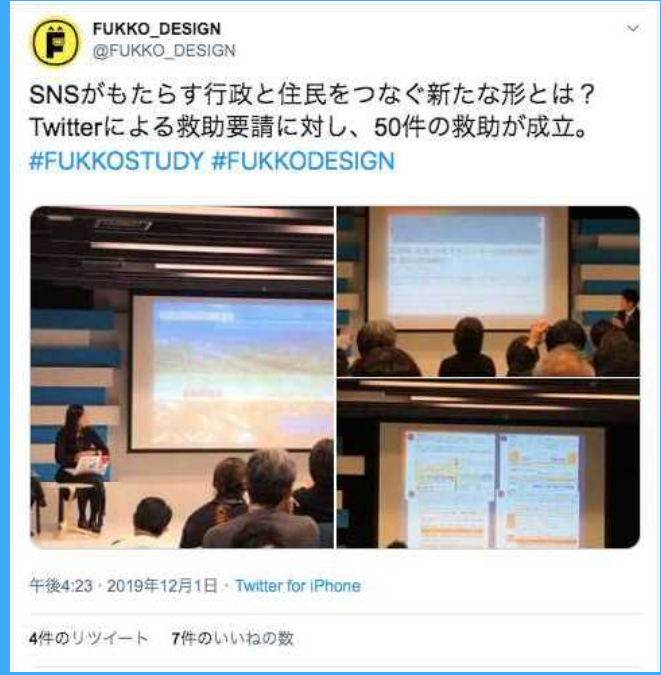 FUKKO_DESIGN
@FUKKO_DESIGN
SNSがもたらす行政と住民をつなぐ新たな形とは？
Twitterによる救助要請に対し、50件の救助が成立。
#FUKKOSTUDY #FUKKODESIGN
午後4:23 · 2019年12月1日 · Twitter for iPhone
4件のリツイート 7件のいいねの数